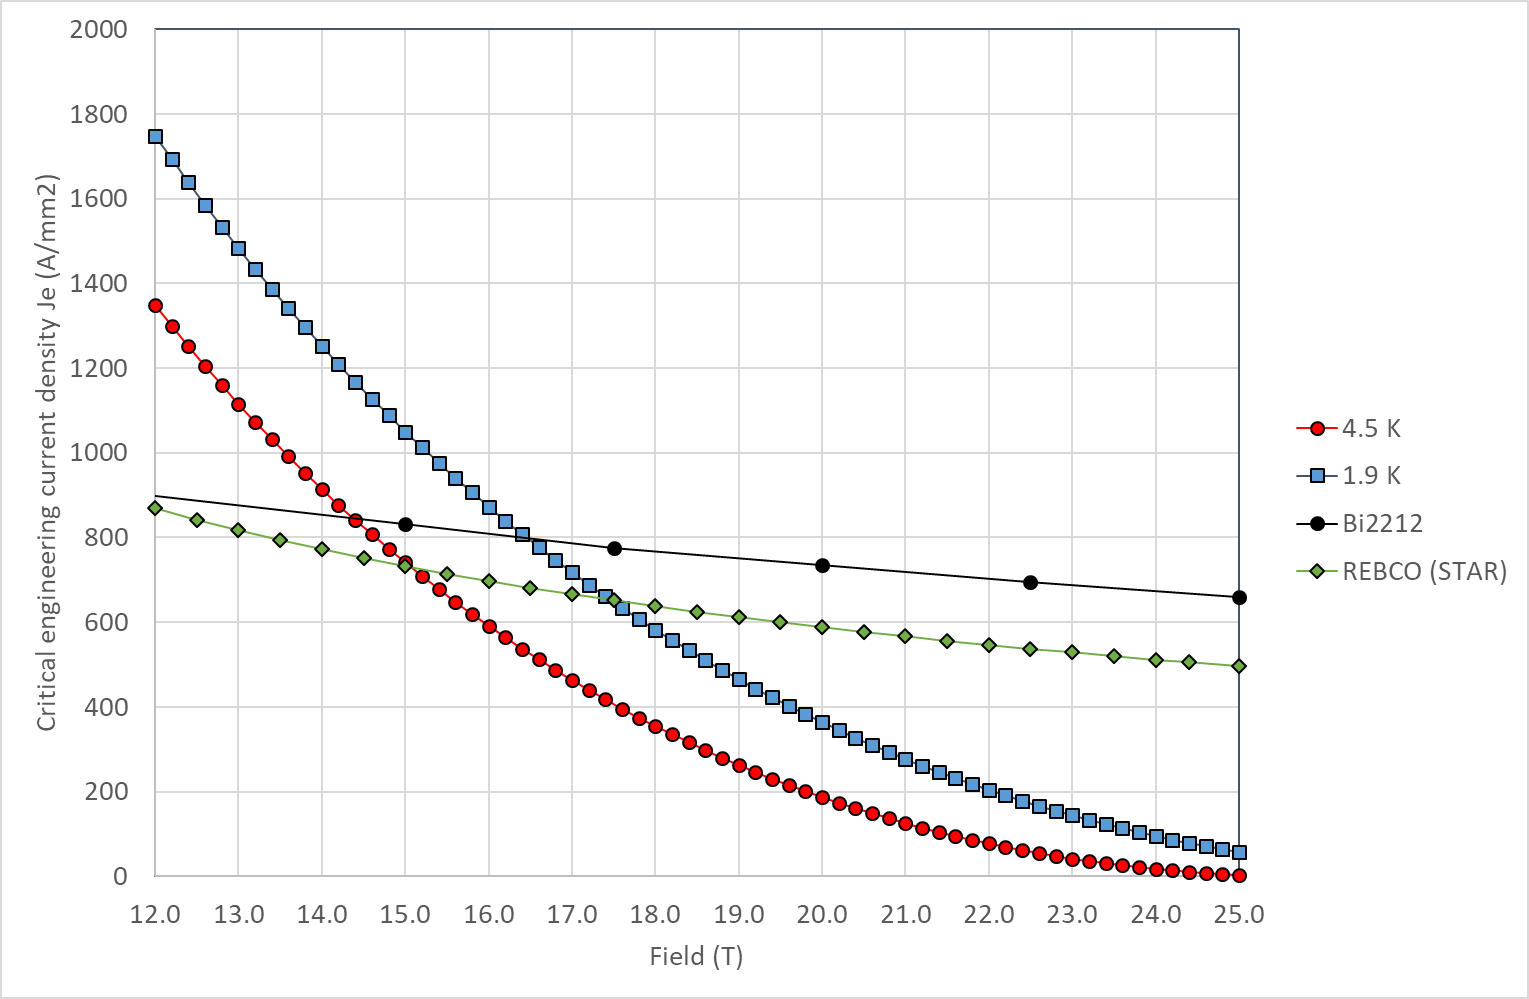 2000
1800
1600
1400
1200
1000
800
600
400
200
0
Critical engineering current density Je (A/mm2)
12.0 13.0 14.0 15.0 16.0 17.0 18.0 19.0 20.0 21.0 22.0 23.0 24.0 25.0
Field (T)
4.5 K
1.9 K
Bi2212
REBCO (STAR)